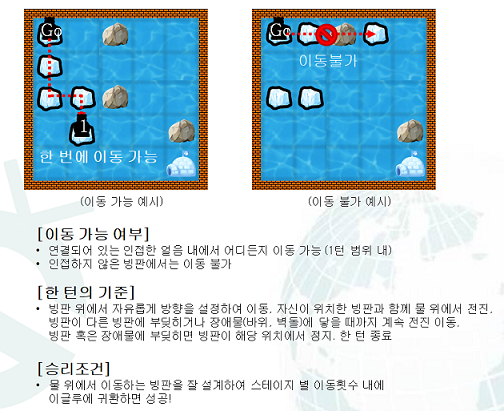 Go
1
한 번에 이동 가능
Go
이동불가
(이동 가능 예시)
(이동 불가 예시)
[이동 가능 여부]
• 연결되어 있는 인접한 얼음 내에서 어디든지 이동 가능 (1턴 범위 내)
• 인접하지 않은 빙판에서는 이동 불가
[한 턴의 기준]
• 빙판 위에서 자유롭게 방향을 설정하여 이동. 자신이 위치한 빙판과 함께 물 위에서 전진.
빙판이 다른 빙판에 부딪히거나 장애물(바위, 벽돌)에 닿을 때까지 계속 전진 이동.
빙판 혹은 장애물에 부딪히면 빙판이 해당 위치에서 정지. 한 턴 종료
[승리조건]
• 물 위에서 이동하는 빙판을 잘 설계하여 스테이지 별 이동횟수 내에
이글루에 귀환하면 성공!